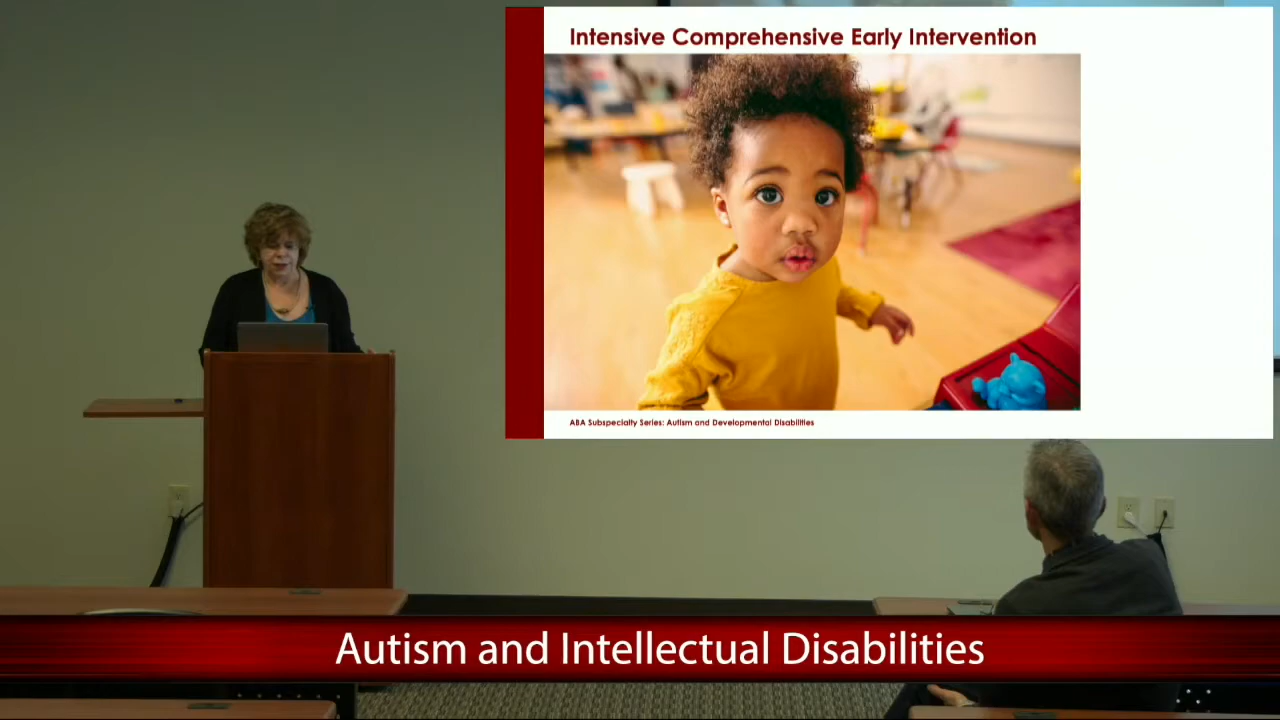 Intensive Comprehensive Early Intervention
ABA Subspecialty Series: Autism and Developmental Disabilities
Autism and Intellectual Disabilities